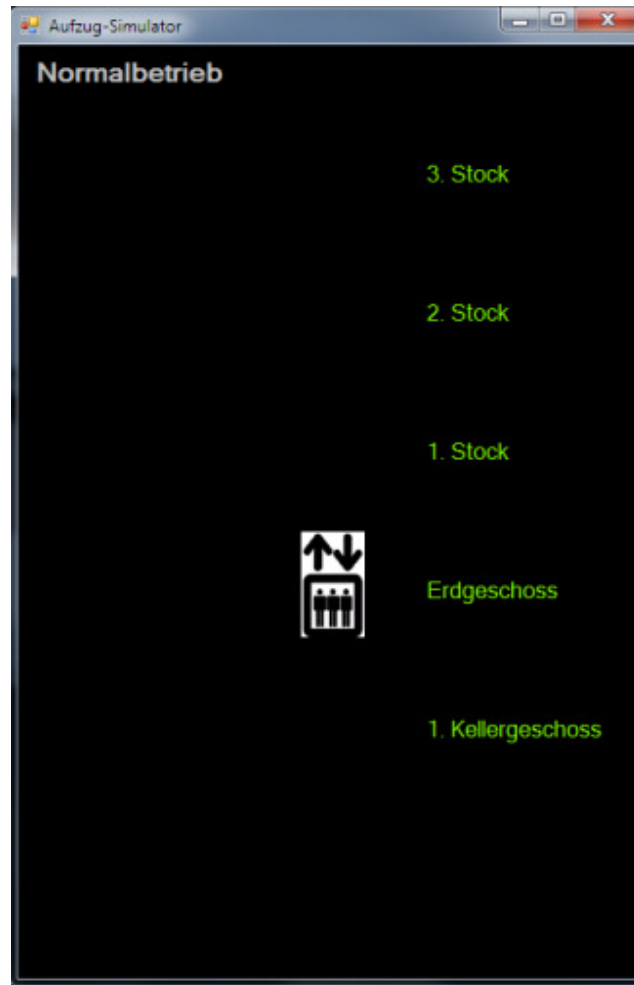 Aufzug-Simulator
Normalbetrieb
3. Stock
2. Stock
1. Stock
Erdgeschoss
1. Kellergeschoss